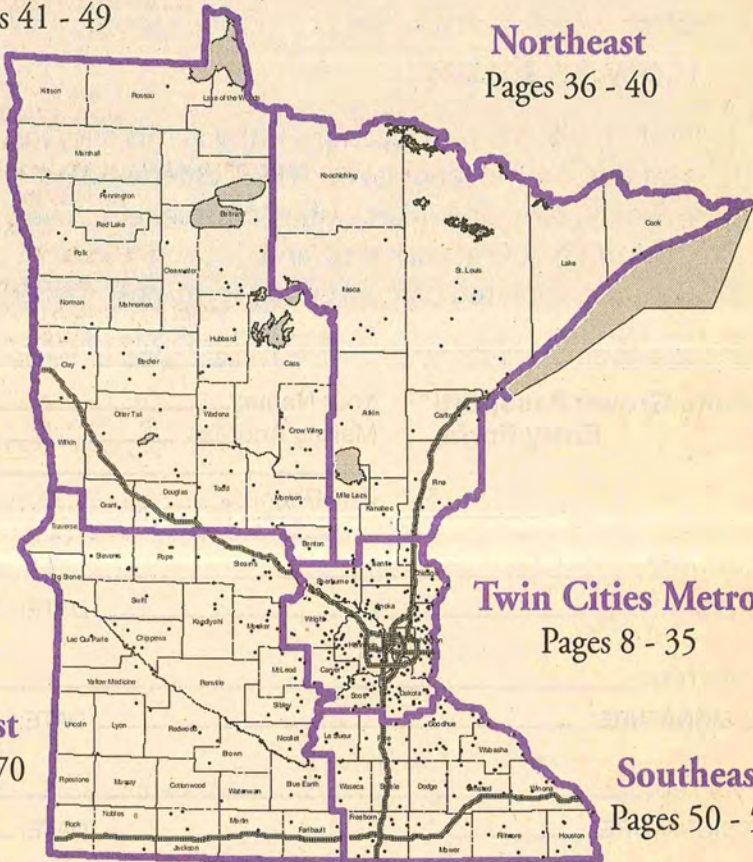 s 41 - 49
Northeast
Pages 36 - 40
Kittson
Roseau
Lake of the Woods
Marshall
Koochiching
Pennington
Beltrami
Red Lake
Cook
Polk
Clearwater
Lake
St. Louis
Itasca
Norman
Mahnomen
Hubbard
Cass
Clay
Becker
Aitkin
Carlton
Otter Tail
Wadena
Crow Wing
Wilkin
Pine
Douglas
Todd
Morrison
Mille Lacs
Kanabec
Grant
Traverse
Benton
Stevens
Pope
Stearns
Isanti
Big Stone
Sherburne
Swift
Anoka
Twin Cities Metro
Pages 8 - 35
Wright
Kandiyohi
Meeker
Lac Qui Parle
Chippewa
McLeod
Carver
Yellow Medicine
Renville
Scott
Dakota
Sibley
st
Goodhue
Lincoln
Lyon
Redwood
Nicollet
Le Sueur
Rice
Wabasha
70
Brown
Southeas
Pipestone
Murray
Cottonwood
Watonwan
Blue Earth
Waseca
Steele
Dodge
Olmsted
Winona
Pages 50 -
Rock
Nobles
Jackson
Martin
Faribault
Freeborn
Mower
Fillmore
Houston